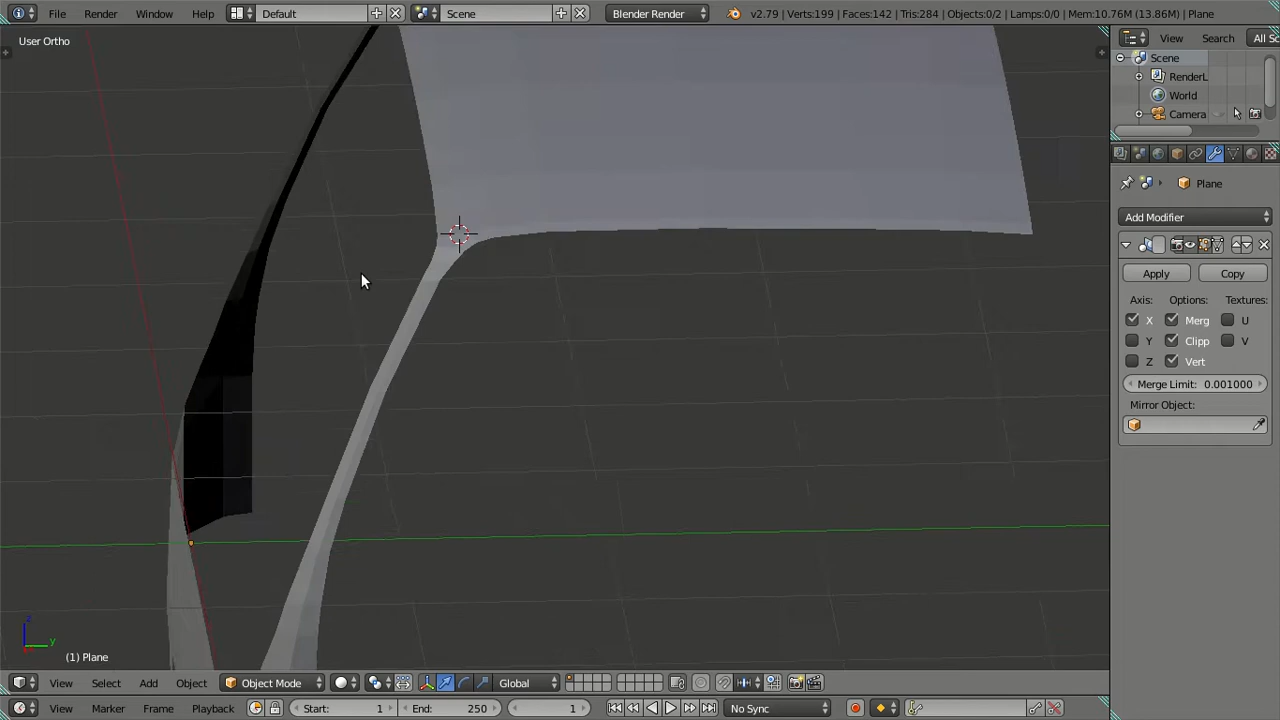 File Render Window Help Default Scene Blender Render v2.79 | Verts:199 | Faces:142 | Tris:284 | Objects:0/2 | Lamps:0/0 | Mem:10.76M (13.86M) | Plane
User Ortho
View Search All Sc
Scene
RenderL
World
Camera
Plane
Add Modifier
Apply Copy
Axis: Options: Textures:
X Merg U
Y Clipp V
Z Vert
Merge Limit: 0.001000
Mirror Object:
z
y
(1) Plane
View Select Add Object Object Mode Global
View Marker Frame Playback Start: 1 End: 250 1 No Sync